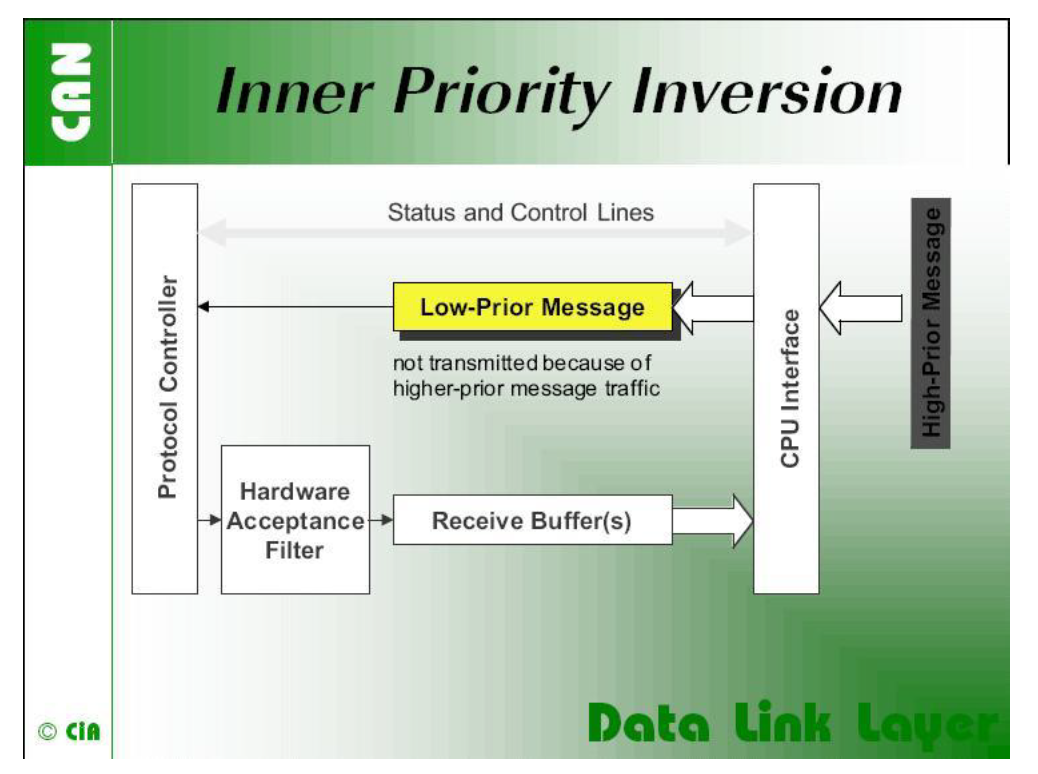 CAN
Inner Priority Inversion
Status and Control Lines
Protocol Controller
Low-Prior Message
not transmitted because of
higher-prior message traffic
CPU Interface
High-Prior Message
Hardware
Acceptance
Filter
Receive Buffer(s)
© CiA
Data Link Layer